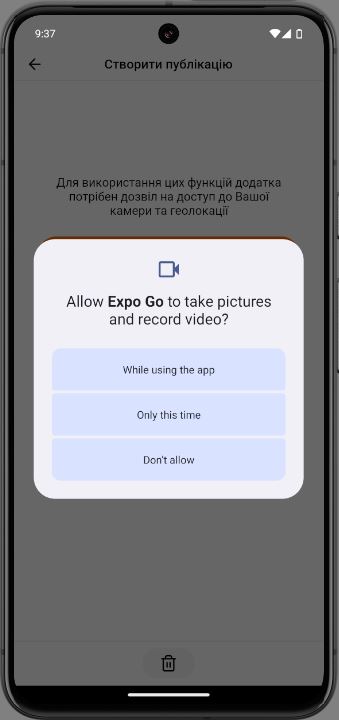 9:37
Створити публікацію
Для використання цих функцій додатка
потрібен дозвіл на доступ до Вашої
камери та геолокації
Allow Expo Go to take pictures
and record video?
While using the app
Only this time
Don't allow